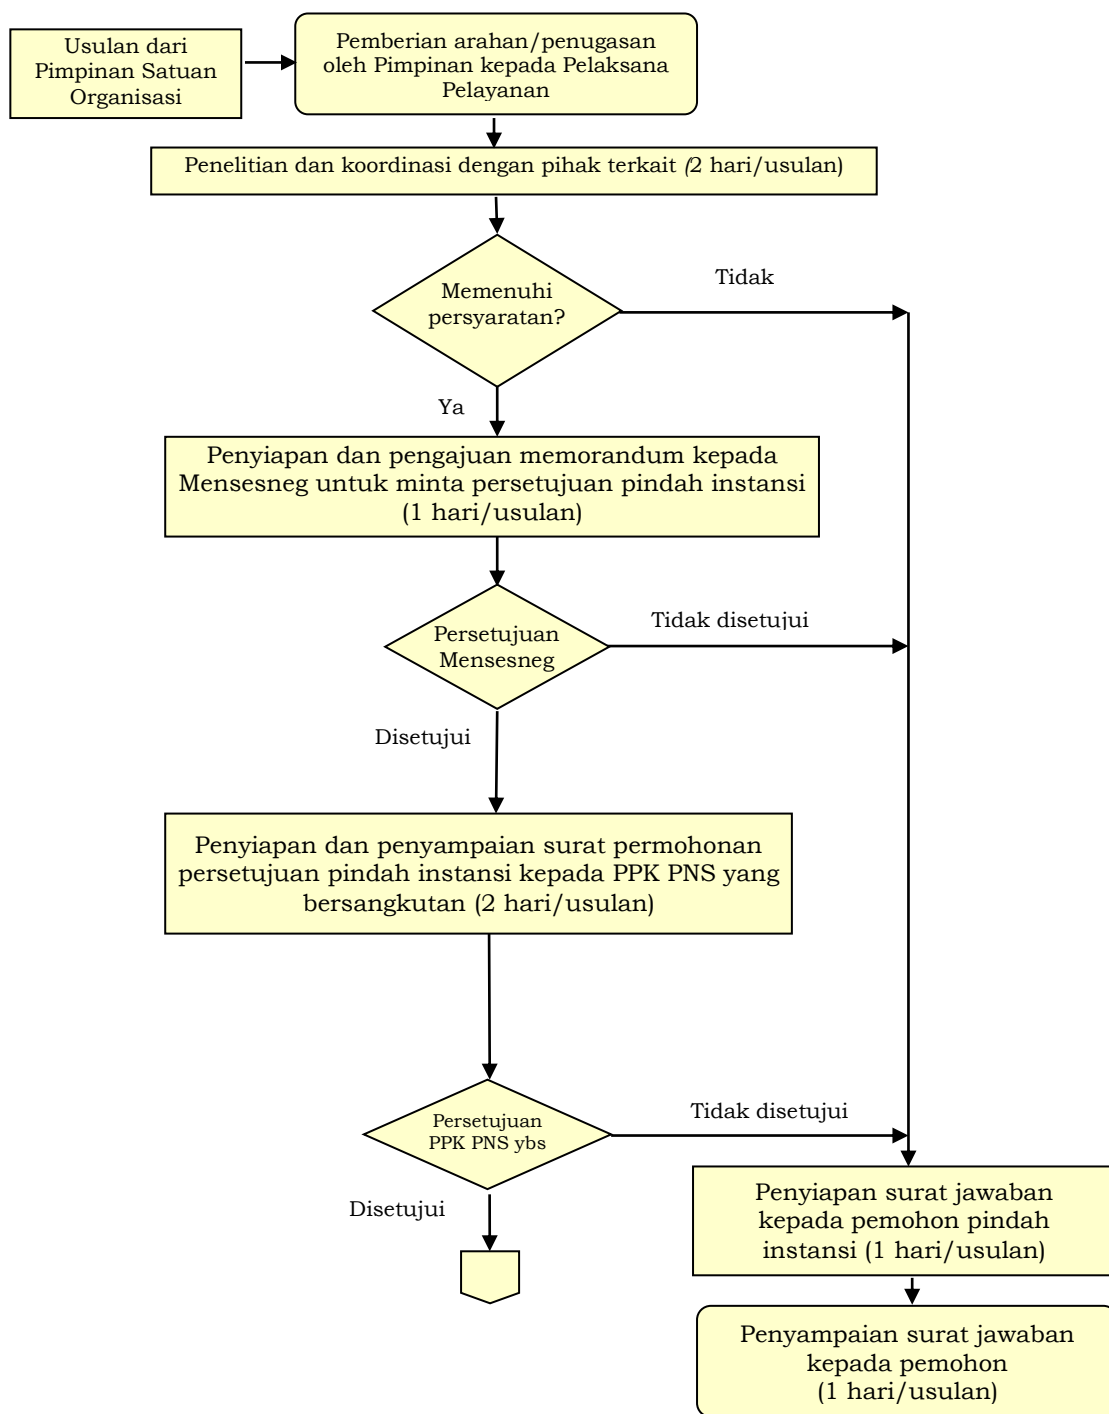 Usulan dari
Pimpinan Satuan
Organisasi
Pemberian arahan/penugasan
oleh Pimpinan kepada Pelaksana
Pelayanan
Penelitian dan koordinasi dengan pihak terkait (2 hari/usulan)
Memenuhi
persyaratan?
Tidak
Ya
Penyiapan dan pengajuan memorandum kepada
Mensesneg untuk minta persetujuan pindah instansi
(1 hari/usulan)
Persetujuan
Mensesneg
Tidak disetujui
Disetujui
Penyiapan dan penyampaian surat permohonan
persetujuan pindah instansi kepada PPK PNS yang
bersangkutan (2 hari/usulan)
Persetujuan
PPK PNS ybs
Tidak disetujui
Disetujui
Penyiapan surat jawaban
kepada pemohon pindah
instansi (1 hari/usulan)
Penyampaian surat jawaban
kepada pemohon
(1 hari/usulan)